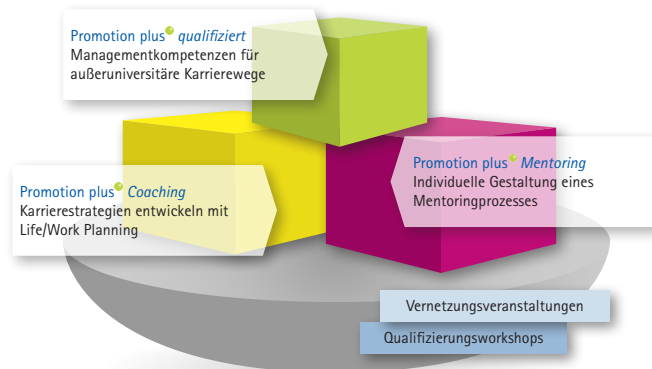 Promotion plus qualifiziert
Managementkompetenzen für
außeruniversitäre Karrierewege
Promotion plus Mentoring
Individuelle Gestaltung eines
Mentoringprozesses
Promotion plus Coaching
Karrierestrategien entwickeln mit
Life/Work Planning
Vernetzungsveranstaltungen
Qualifizierungsworkshops